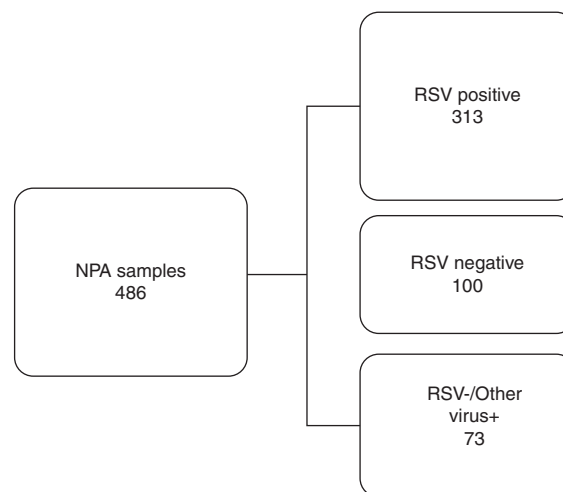 NPA samples
486
RSV positive
313
RSV negative
100
RSV-/Other
virus+
73